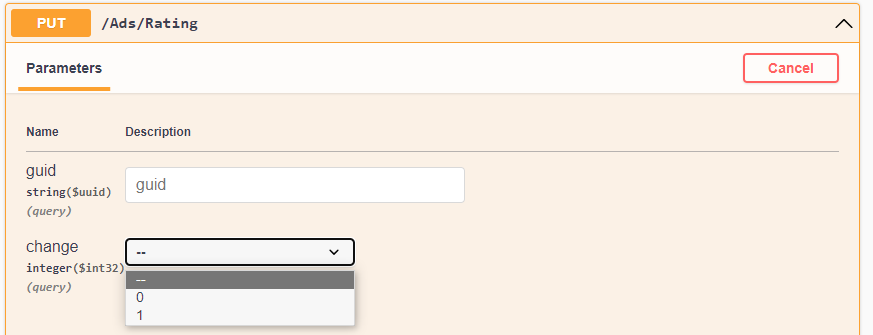 PUT /Ads/Rating
Parameters
Cancel
Name Description
guid
string($uuid)
(query)
guid
change
integer($int32)
(query)
--
--
0
1